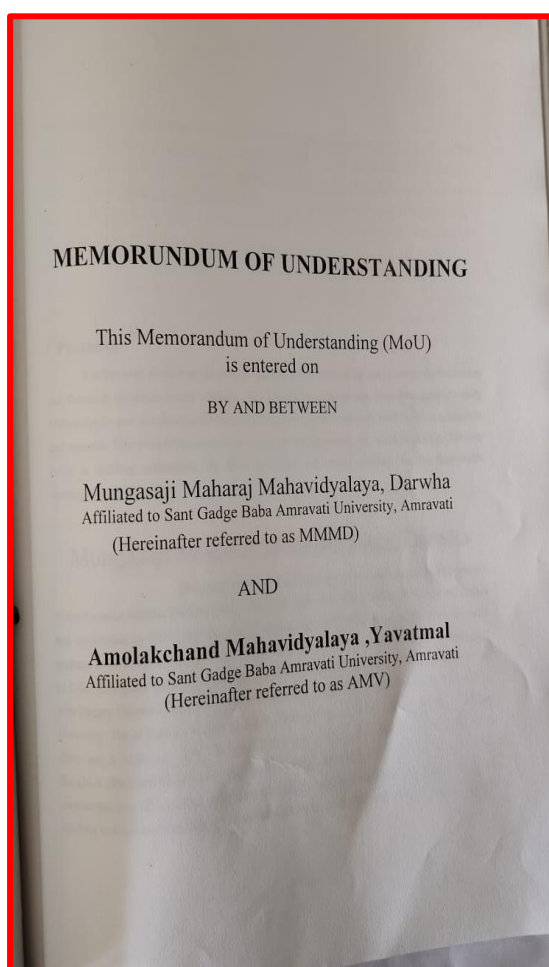 MEMORUNDUM OF UNDERSTANDING
This Memorandum of Understanding (MoU)
is entered on
BY AND BETWEEN
Mungasaji Maharaj Mahavidyalaya, Darwha
Affiliated to Sant Gadge Baba Amravati University, Amravati
(Hereinafter referred to as MMMD)
AND
Amolakchand Mahavidyalaya ,Yavatmal
Affiliated to Sant Gadge Baba Amravati University, Amravati
(Hereinafter referred to as AMV)